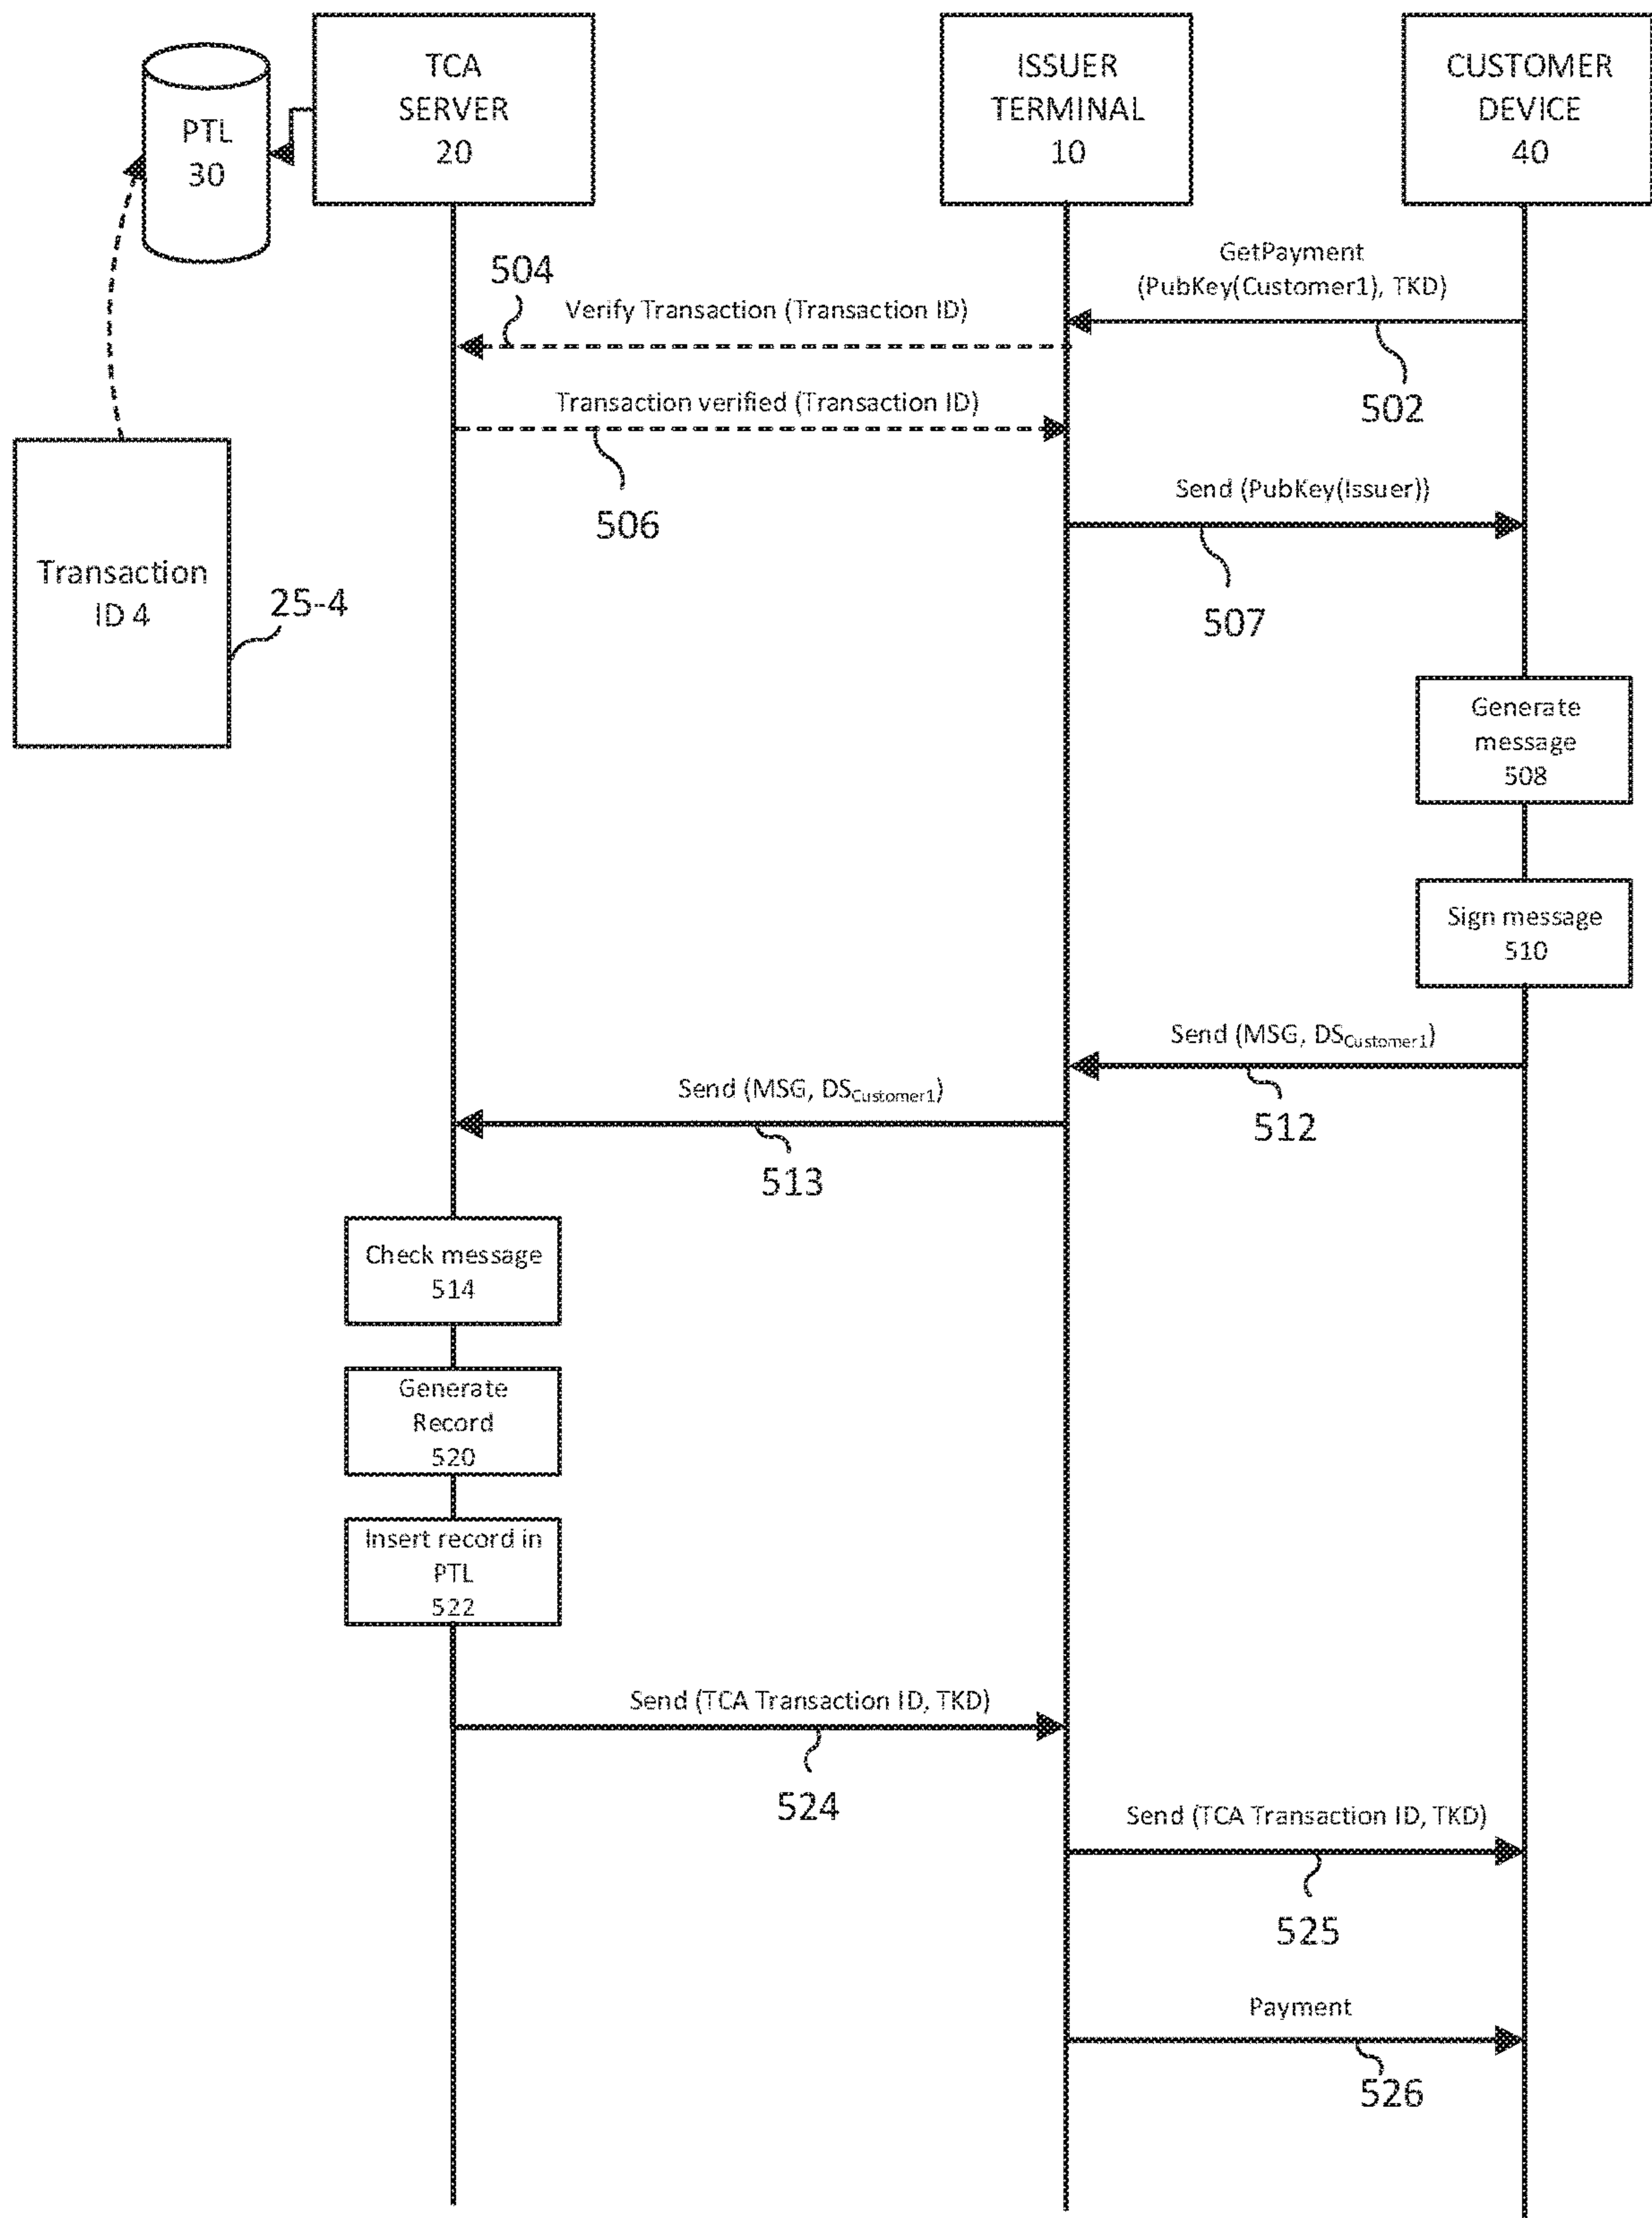 PTL
30
TCA
SERVER
20
ISSUER
TERMINAL
10
CUSTOMER
DEVICE
40
GetPayment
(PubKey(Customer1), TKD)
504
Verify Transaction (Transaction ID)
502
Transaction verified (Transaction ID)
506
Send (PubKey(Issuer))
507
Transaction
ID 4
25-4
Generate
message
508
Sign message
510
Send (MSG, DSCustomer1)
512
Send (MSG, DSCustomer1)
513
Check message
514
Generate
Record
520
Insert record in
PTL
522
Send (TCA Transaction ID, TKD)
524
Send (TCA Transaction ID, TKD)
525
Payment
526